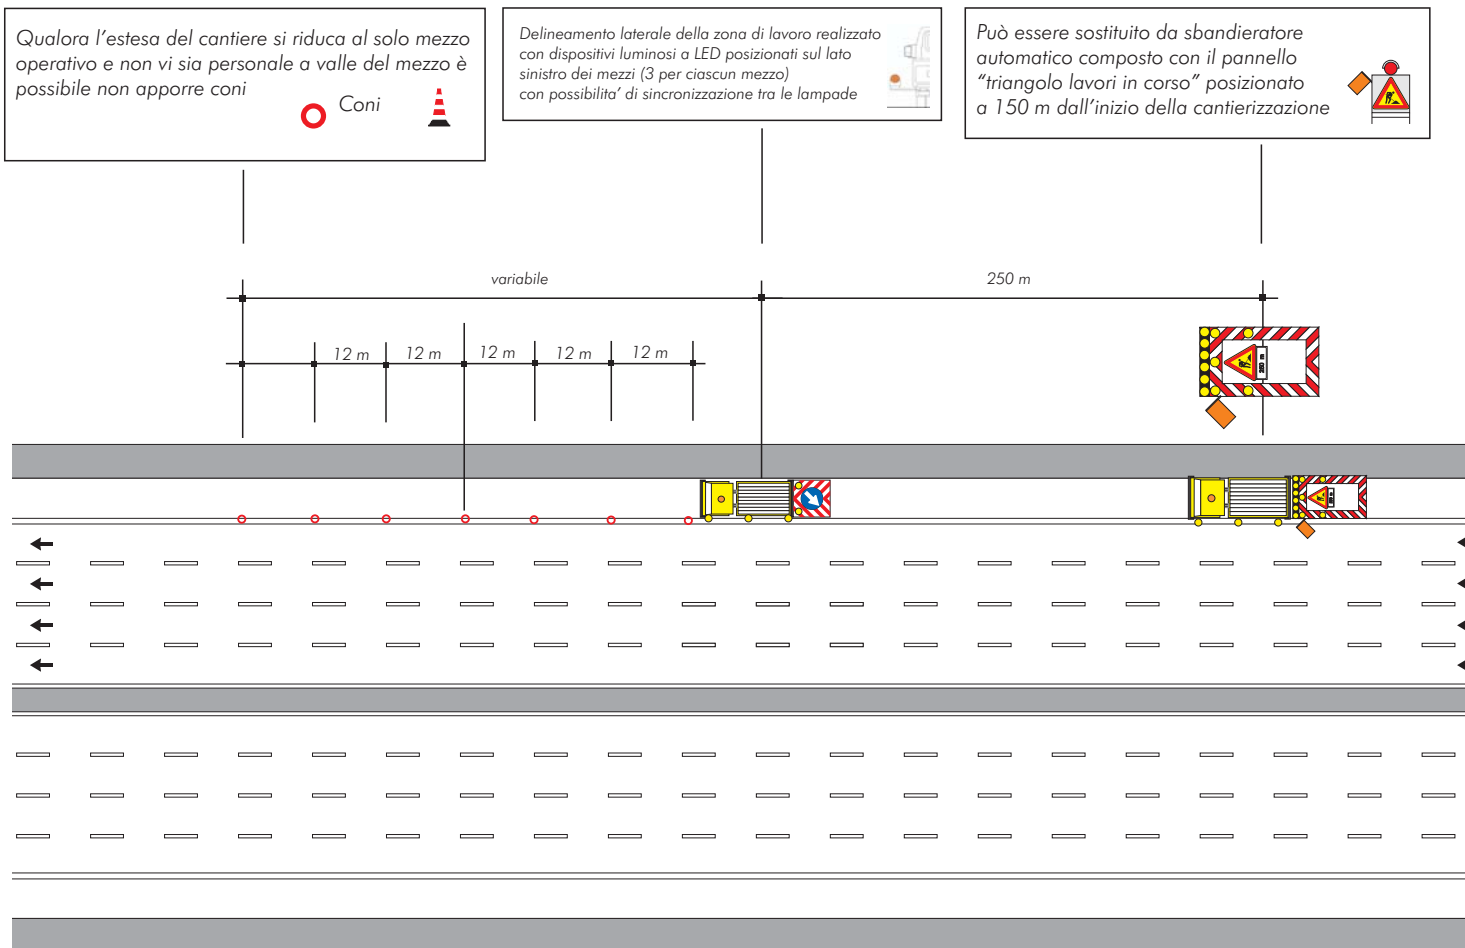 Qualora l’estesa del cantiere si riduca al solo mezzo
operativo e non vi sia personale a valle del mezzo è
possibile non apporre coni
Coni
Delineamento laterale della zona di lavoro realizzato
con dispositivi luminosi a LED posizionati sul lato
sinistro dei mezzi (3 per ciascun mezzo)
con possibilita’ di sincronizzazione tra le lampade
Può essere sostituito da sbandieratore
automatico composto con il pannello
“triangolo lavori in corso” posizionato
a 150 m dall’inizio della cantierizzazione
variabile
250 m
12 m
12 m
12 m
12 m
12 m
250 m